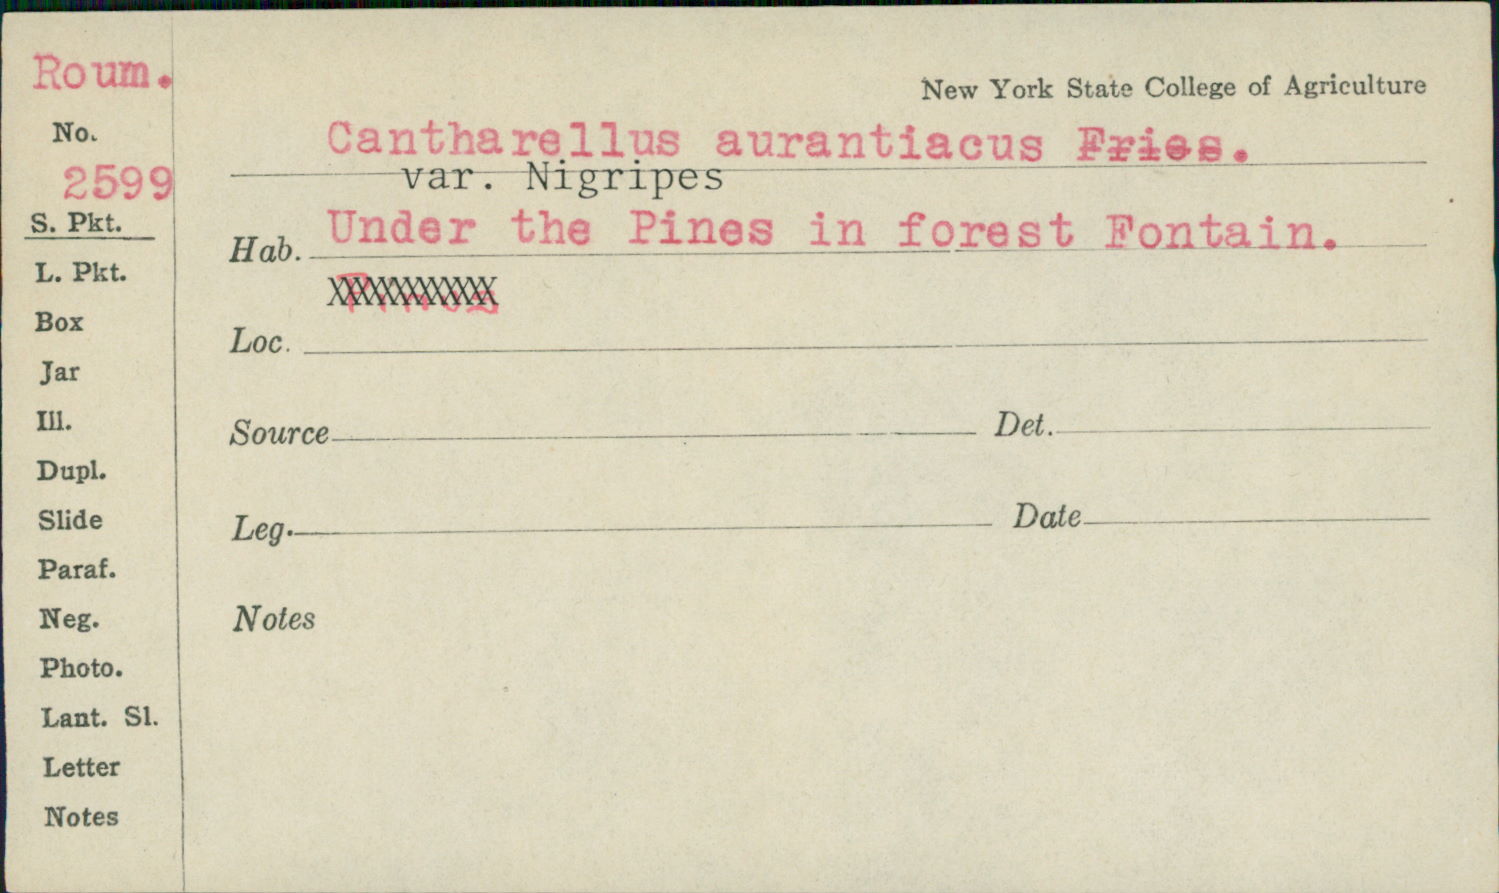 Roum.
New York State College of Agriculture
No.
2599
Cantharellus aurantiacus Fries.
var. Nigripes
S. Pkt.
Hab. Under the Pines in forest Fontain.
L. Pkt.
XXXXXXXXXXX
Box
Loc.
Jar
Ill.
Source Det.
Dupl.
Slide
Leg. Date
Paraf.
Neg.
Notes
Photo.
Lant. Sl.
Letter
Notes